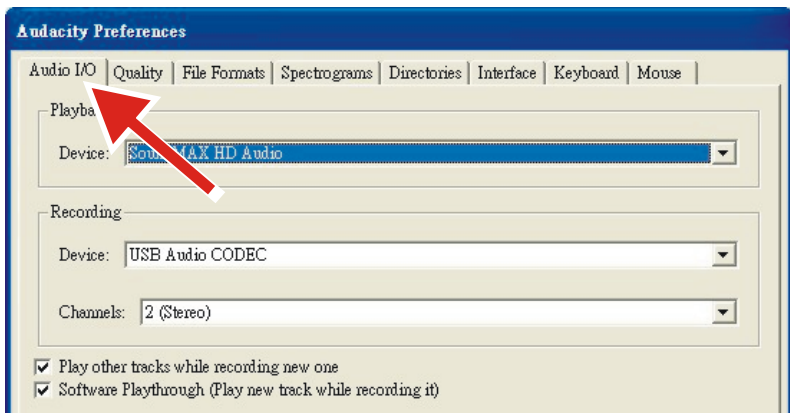 Audacity Preferences
Audio I/O Quality File Formats Spectrograms Directories Interface Keyboard Mouse
Device: MAX HD Audio
Recording
Device: USB Audio CODEC
Channels: 2 (Stereo)
Play other tracks while recording new one
Software Playthrough (Play new track while recording it)